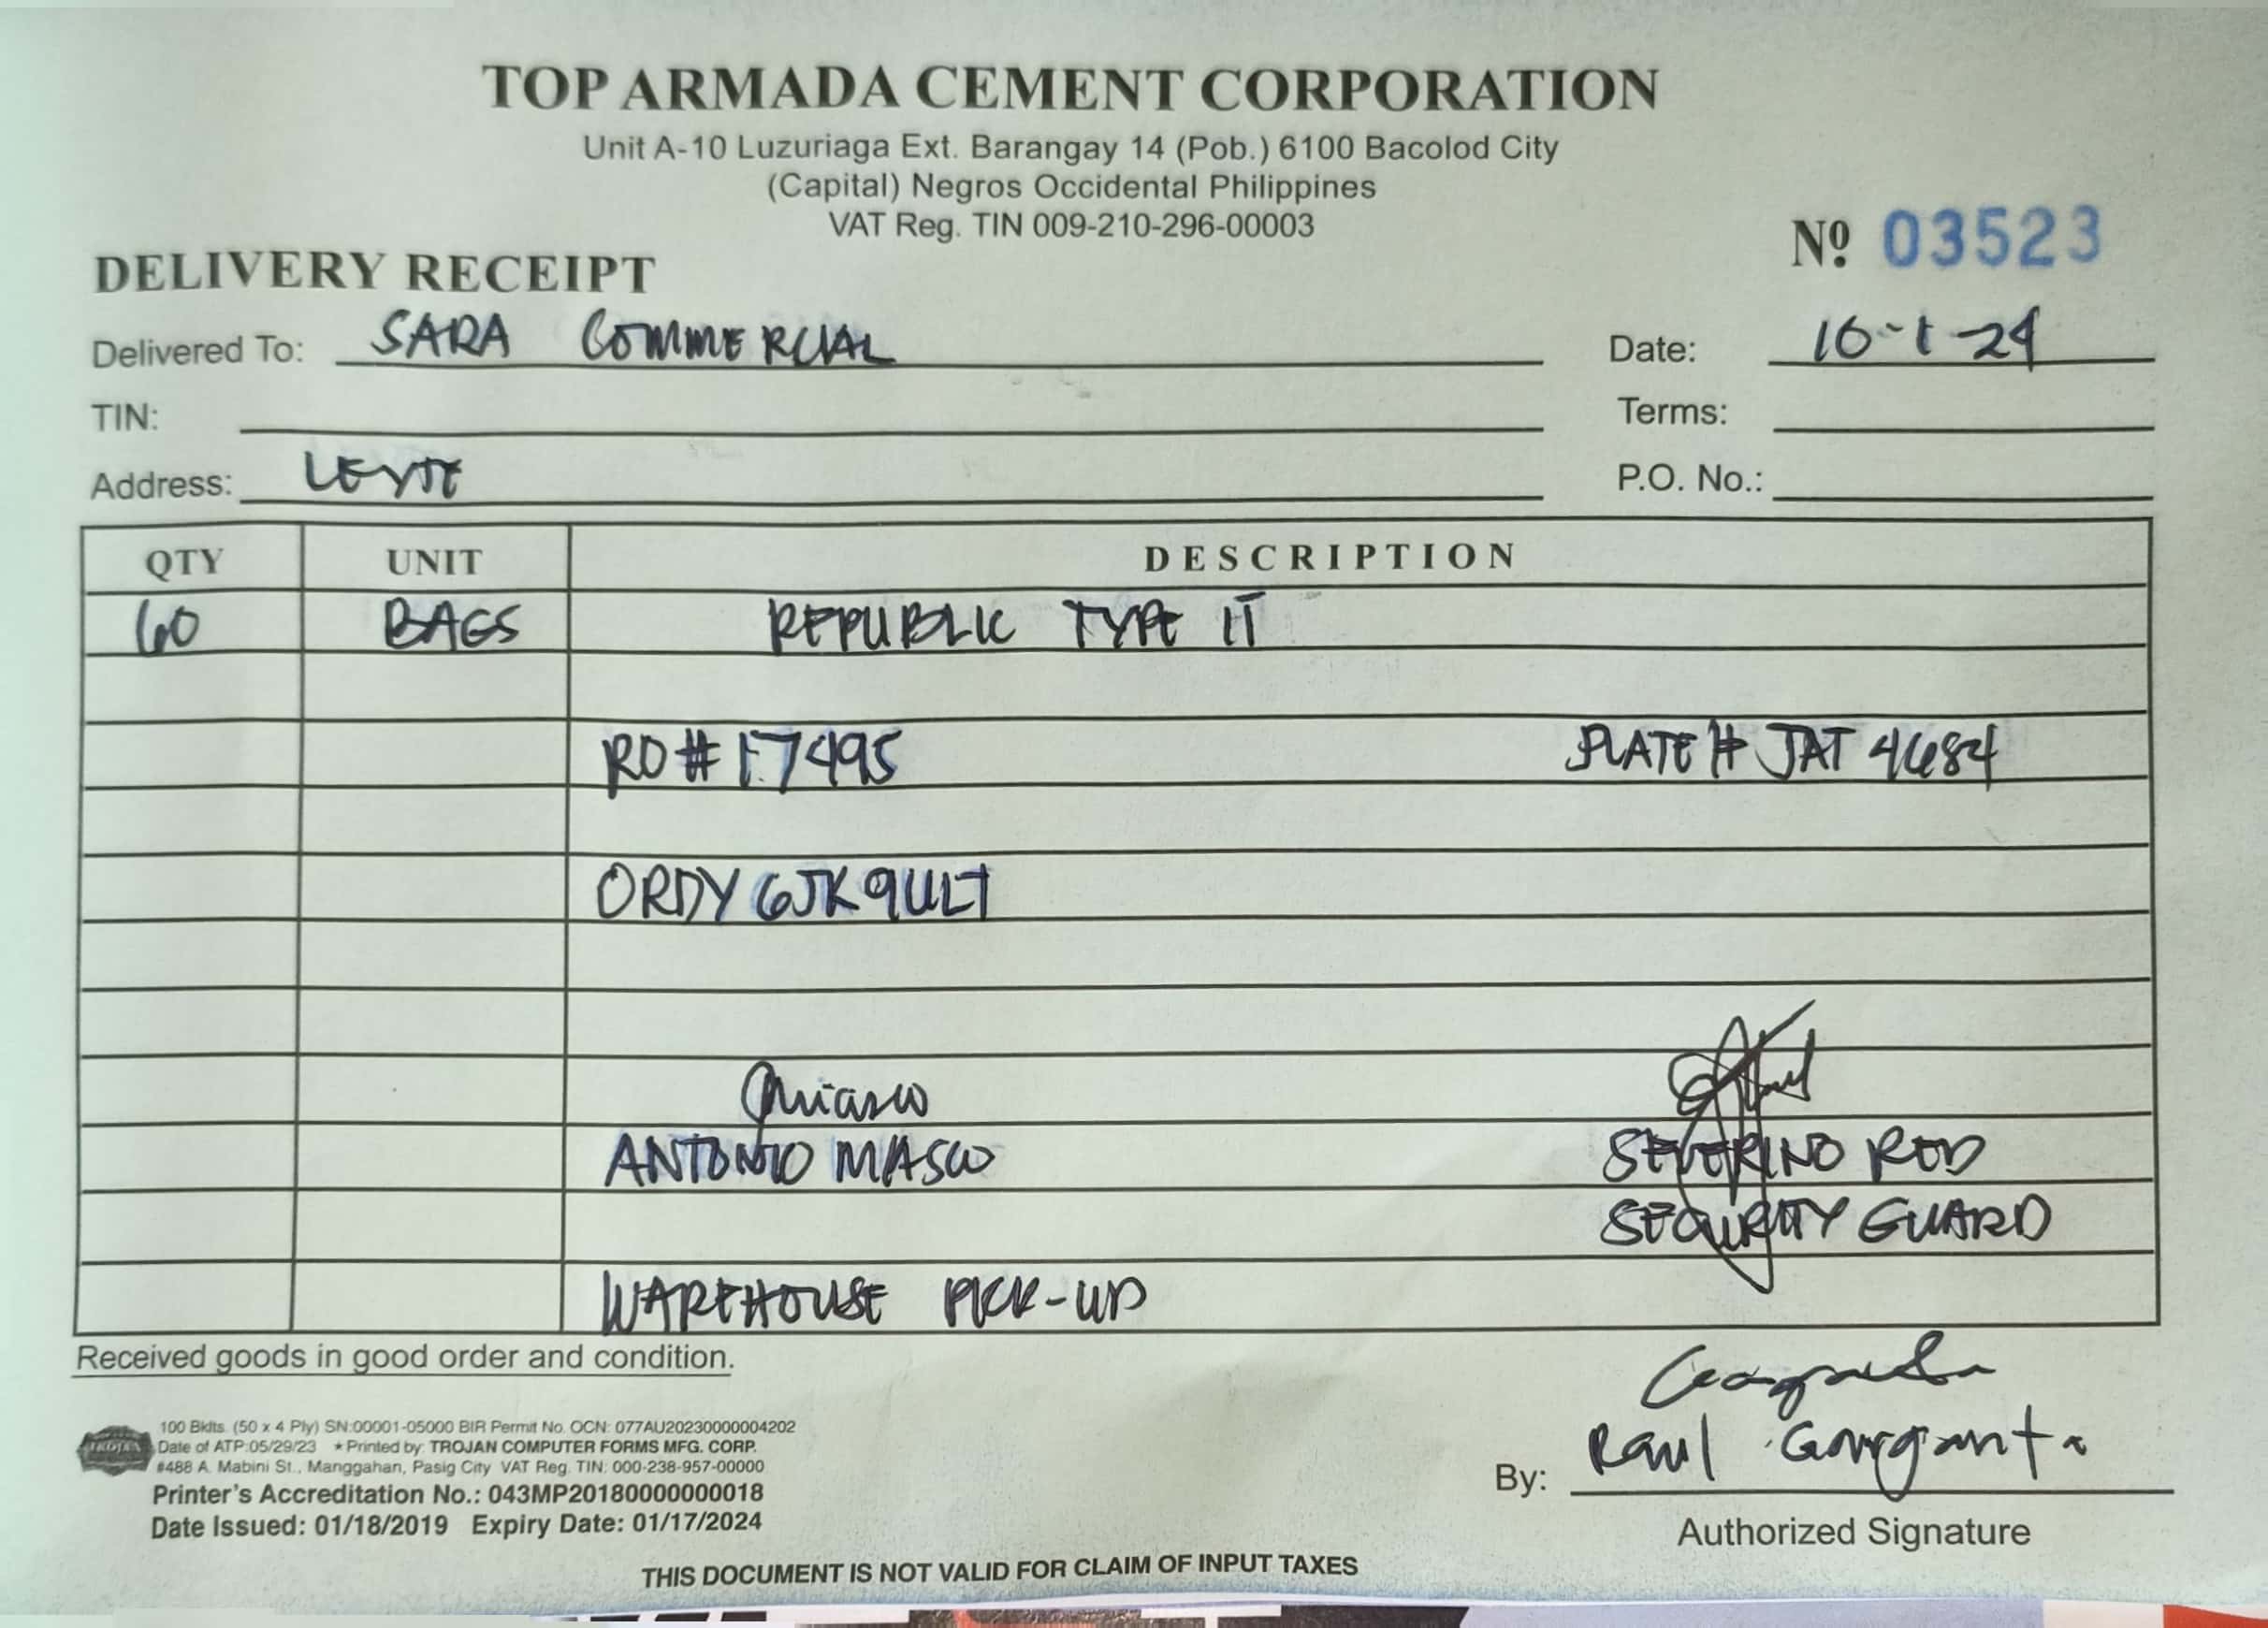 TOP ARMADA CEMENT CORPORATION
Unit A-10 Luzuriaga Ext. Barangay 14 (Pob.) 6100 Bacolod City
(Capital) Negros Occidental Philippines
VAT Reg. TIN 009-210-296-00003
Nº 03523
DELIVERY RECEIPT
Delivered To: SARA COMMERCIAL Date: 10-1-24
TIN: Terms:
Address: LEYTE P.O. No.:
QTY UNIT DESCRIPTION
60 BAGS REPUBLIC TYPE 1T
RO # 17495 PLATE # JAT 4684
ORDY6JK9ULT
ANTONIO MASCO SEVERINO RED
SECURITY GUARD
WAREHOUSE PICK-UP
Received goods in good order and condition.
100 Bklts. (50 x 4 Ply) SN:00001-05000 BIR Permit No. OCN: 077AU20230000004202
TROJAN Date of ATP:05/29/23 * Printed by: TROJAN COMPUTER FORMS MFG. CORP.
#488 A. Mabini St., Manggahan, Pasig City VAT Reg. TIN: 000-238-957-00000
Printer's Accreditation No.: 043MP20180000000018
Date Issued: 01/18/2019 Expiry Date: 01/17/2024
By: Raul Garganta
Authorized Signature
THIS DOCUMENT IS NOT VALID FOR CLAIM OF INPUT TAXES